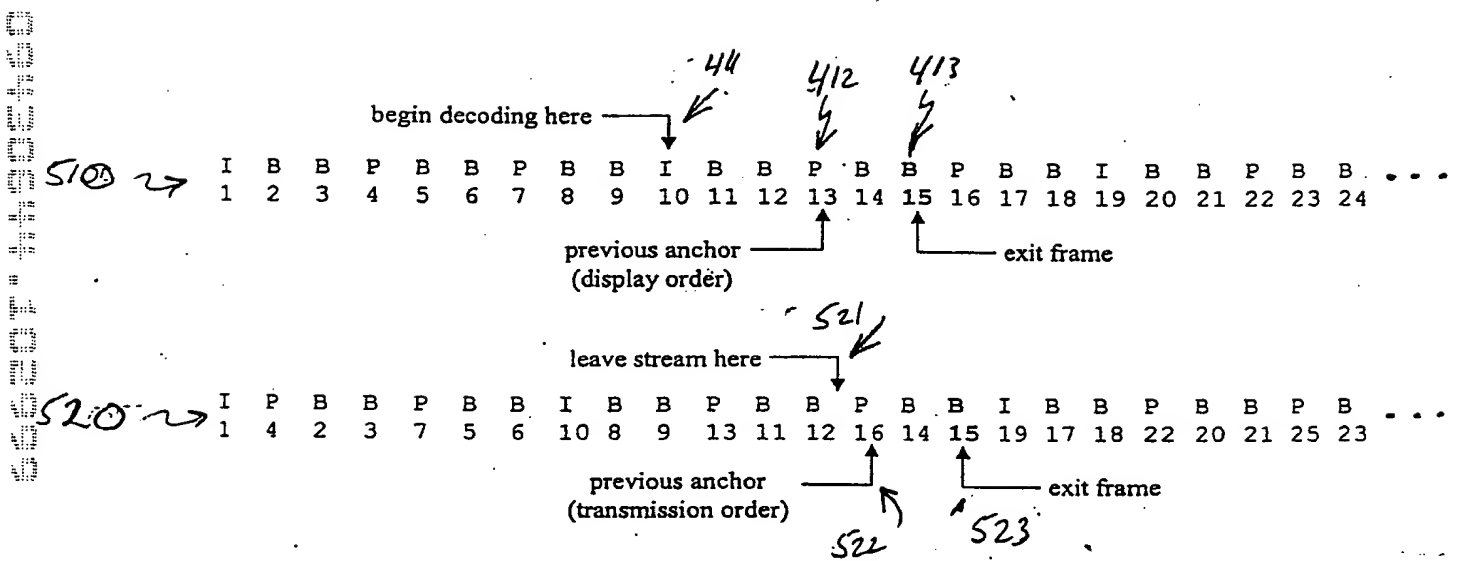 411 412 413
begin decoding here
510 I B B P B B P B B I B B P B B P B B I B B P B B ...
1 2 3 4 5 6 7 8 9 10 11 12 13 14 15 16 17 18 19 20 21 22 23 24
previous anchor exit frame
(display order)
521
leave stream here
520 I P B B P B B I B B P B B P B B I B B P B B P B ...
1 4 2 3 7 5 6 10 8 9 13 11 12 16 14 15 19 17 18 22 20 21 25 23
previous anchor exit frame
(transmission order)
522 523